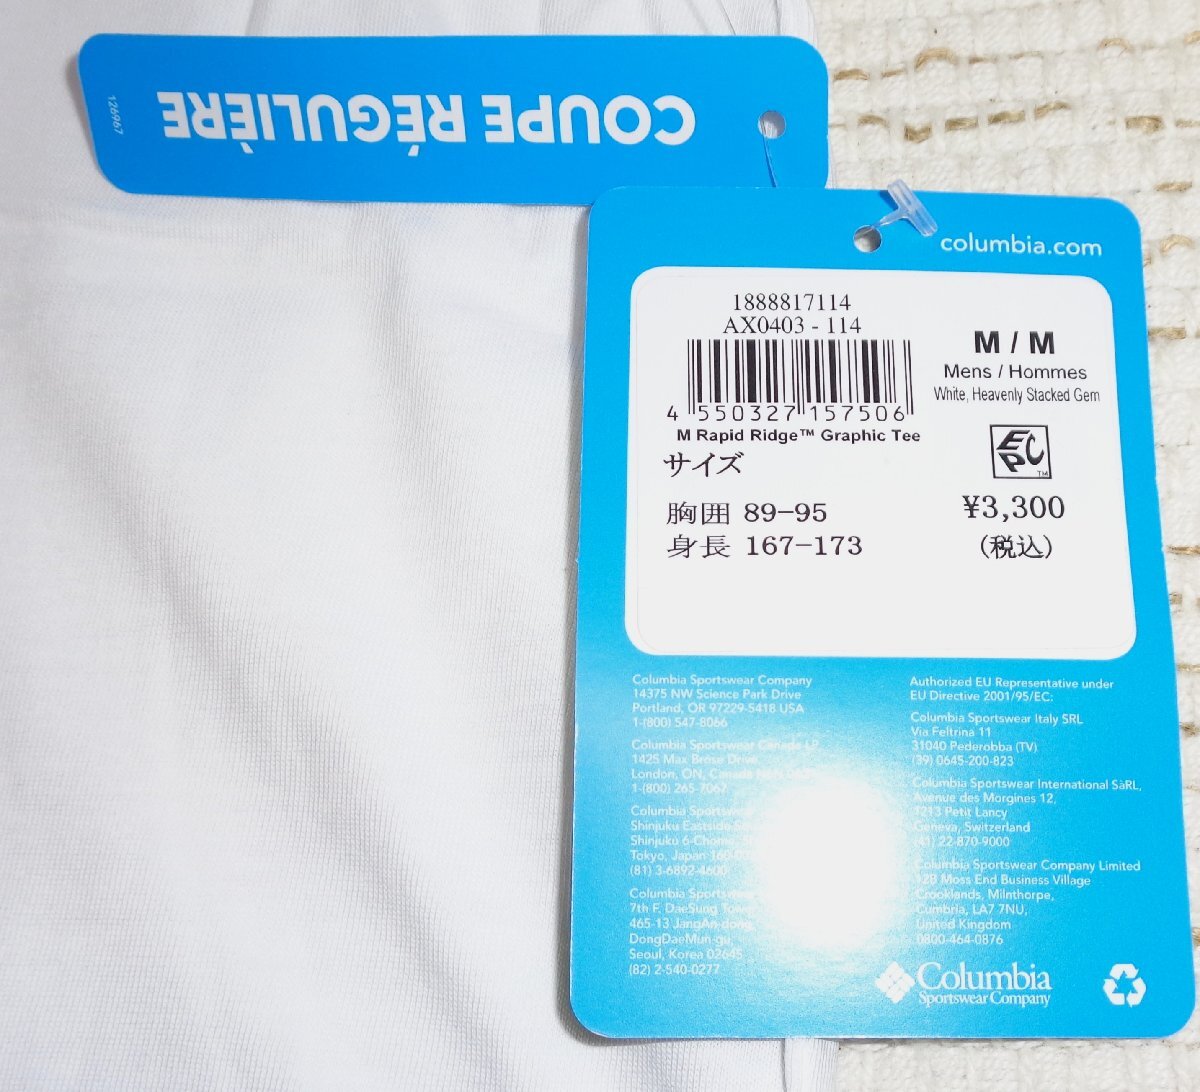 COUPE RÉGULIÈRE
126967
columbia.com
1888817114
AX0403 - 114
4 550327 157506
M Rapid Ridge™ Graphic Tee
M / M
Mens / Hommes
White, Heavenly Stacked Gem
EPC TM
サイズ
胸囲 89-95
身長 167-173
¥3,300
(税込)
Columbia Sportswear Company
14375 NW Science Park Drive
Portland, OR 97229-5418 USA
1-(800) 547-8066
Columbia Sportswear Canada LP
1425 Max Brose Drive
London, ON, Canada
1-(800) 265-7067
Columbia Sportswear
Shinjuku Eastside
Shinjuku 6-Chome,
Tokyo, Japan
(81) 3-6892-4600
Columbia Sportswear
7th F. DaeSung
465-13 JangAn-dong,
DongDaeMun-gu,
Seoul, Korea 02645
(82) 2-540-0277
Authorized EU Representative under
EU Directive 2001/95/EC:
Columbia Sportswear Italy SRL
Via Feltrina 11
31040 Pederobba (TV)
(39) 0645-200-823
Columbia Sportswear International SàRL,
Avenue des Morgines 12,
1213 Petit Lancy
Geneva, Switzerland
(41) 22-870-9000
Columbia Sportswear Company Limited
12B Moss End Business Village
Crooklands, Milnthorpe,
Cumbria, LA7 7NU,
United Kingdom
0800-464-0876
Columbia
Sportswear Company